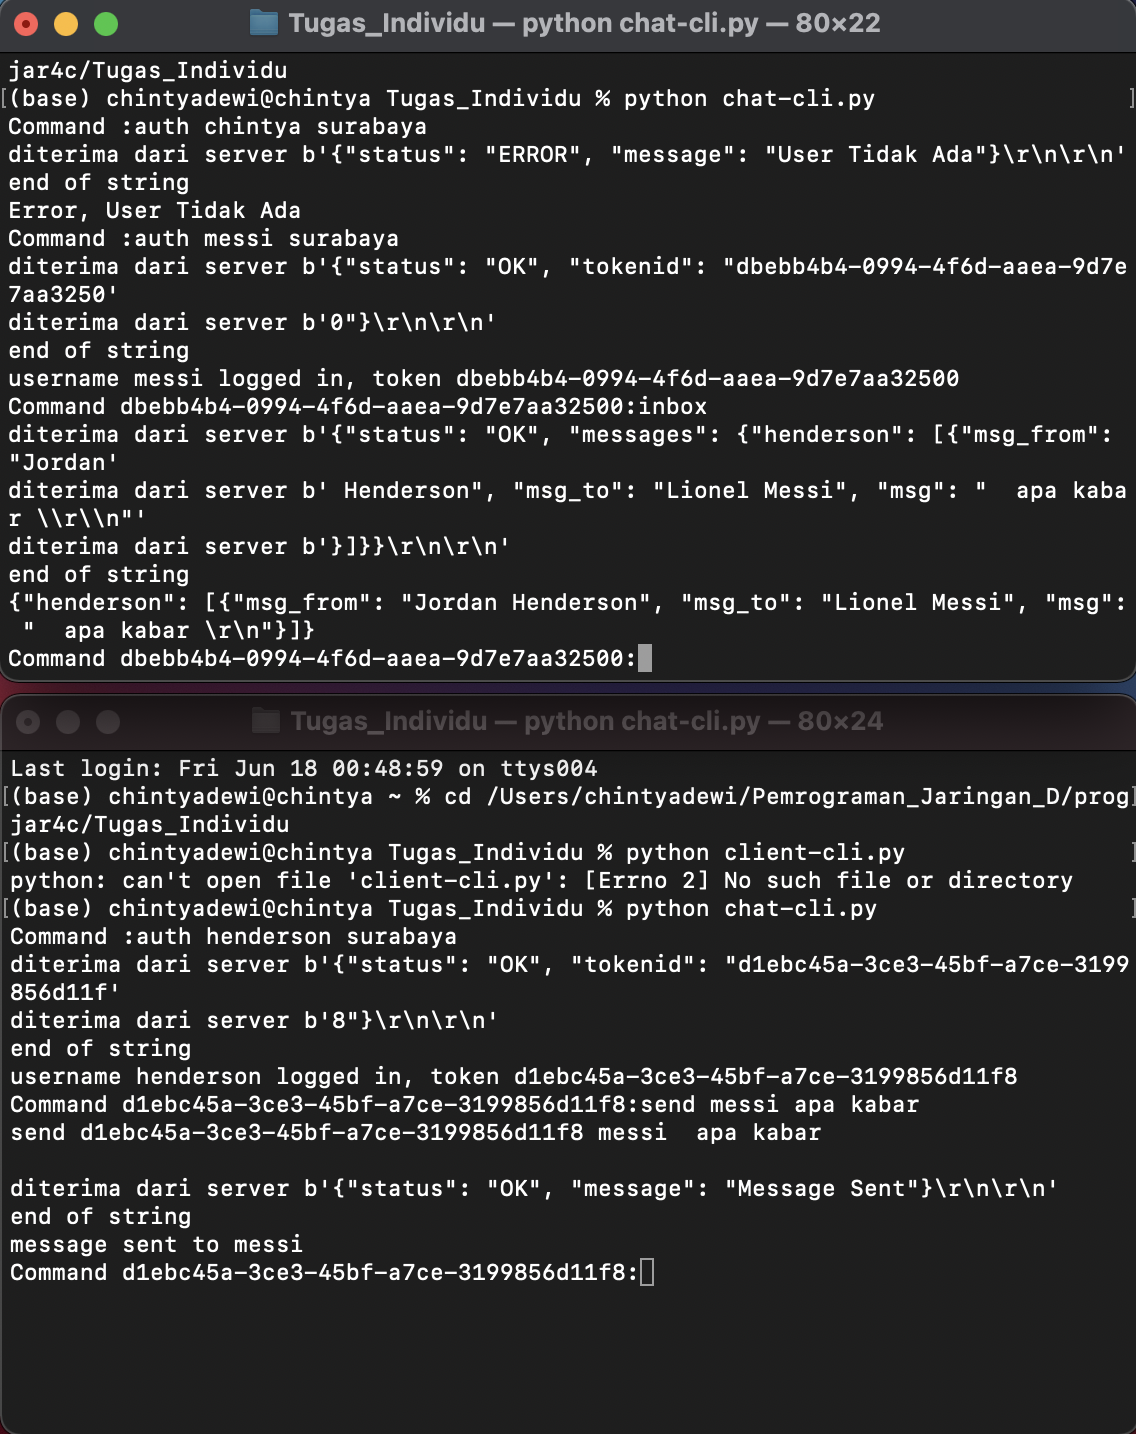 Tugas_Individu — python chat-cli.py — 80×22
jar4c/Tugas_Individu
[(base) chintyadewi@chintya Tugas_Individu % python chat-cli.py ]
Command :auth chintya surabaya
diterima dari server b'{"status": "ERROR", "message": "User Tidak Ada"}\r\n\r\n'
end of string
Error, User Tidak Ada
Command :auth messi surabaya
diterima dari server b'{"status": "OK", "tokenid": "dbebb4b4-0994-4f6d-aaea-9d7e
7aa3250'
diterima dari server b'0"}\r\n\r\n'
end of string
username messi logged in, token dbebb4b4-0994-4f6d-aaea-9d7e7aa32500
Command dbebb4b4-0994-4f6d-aaea-9d7e7aa32500:inbox
diterima dari server b'{"status": "OK", "messages": {"henderson": [{"msg_from":
"Jordan'
diterima dari server b' Henderson", "msg_to": "Lionel Messi", "msg": "  apa kaba
r \\r\\n"'
diterima dari server b'}]}}\r\n\r\n'
end of string
{"henderson": [{"msg_from": "Jordan Henderson", "msg_to": "Lionel Messi", "msg":
 "  apa kabar \r\n"}]}
Command dbebb4b4-0994-4f6d-aaea-9d7e7aa32500:
Tugas_Individu — python chat-cli.py — 80×24
Last login: Fri Jun 18 00:48:59 on ttys004
[(base) chintyadewi@chintya ~ % cd /Users/chintyadewi/Pemrograman_Jaringan_D/prog]
jar4c/Tugas_Individu
[(base) chintyadewi@chintya Tugas_Individu % python client-cli.py ]
python: can't open file 'client-cli.py': [Errno 2] No such file or directory
[(base) chintyadewi@chintya Tugas_Individu % python chat-cli.py ]
Command :auth henderson surabaya
diterima dari server b'{"status": "OK", "tokenid": "d1ebc45a-3ce3-45bf-a7ce-3199
856d11f'
diterima dari server b'8"}\r\n\r\n'
end of string
username henderson logged in, token d1ebc45a-3ce3-45bf-a7ce-3199856d11f8
Command d1ebc45a-3ce3-45bf-a7ce-3199856d11f8:send messi apa kabar
send d1ebc45a-3ce3-45bf-a7ce-3199856d11f8 messi  apa kabar
diterima dari server b'{"status": "OK", "message": "Message Sent"}\r\n\r\n'
end of string
message sent to messi
Command d1ebc45a-3ce3-45bf-a7ce-3199856d11f8: